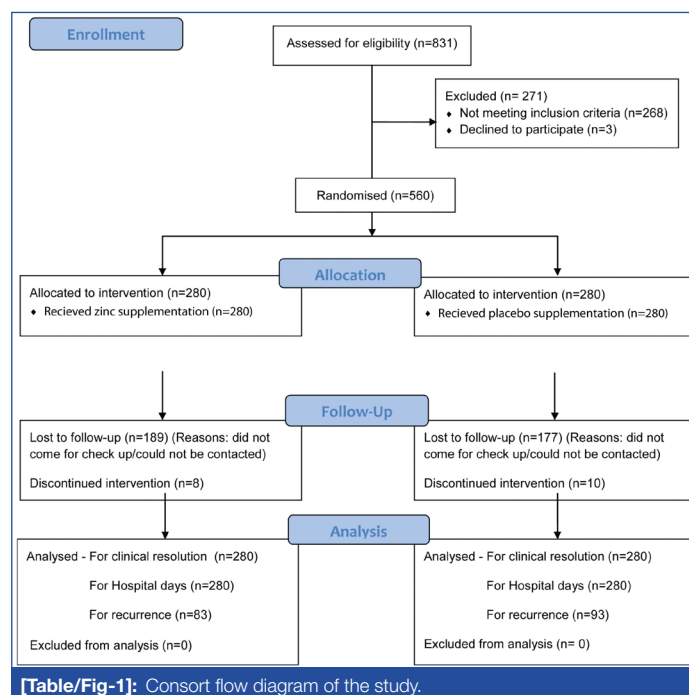 Enrollment
Assessed for eligibility (n=831)
Excluded (n= 271)
♦ Not meeting inclusion criteria (n=268)
♦ Declined to participate (n=3)
Randomised (n=560)
Allocation
Allocated to intervention (n=280)
♦ Recieved zinc supplementation (n=280)
Allocated to intervention (n=280)
♦ Recieved placebo supplementation (n=280)
Follow-Up
Lost to follow-up (n=189) (Reasons: did not
come for check up/could not be contacted)
Discontinued intervention (n=8)
Lost to follow-up (n=177) (Reasons: did not
come for check up/could not be contacted)
Discontinued intervention (n=10)
Analysis
Analysed - For clinical resolution (n=280)
For Hospital days (n=280)
For recurrence (n=83)
Excluded from analysis (n=0)
Analysed - For clinical resolution (n=280)
For Hospital days (n=280)
For recurrence (n=93)
Excluded from analysis (n= 0)
[Table/Fig-1]: Consort flow diagram of the study.